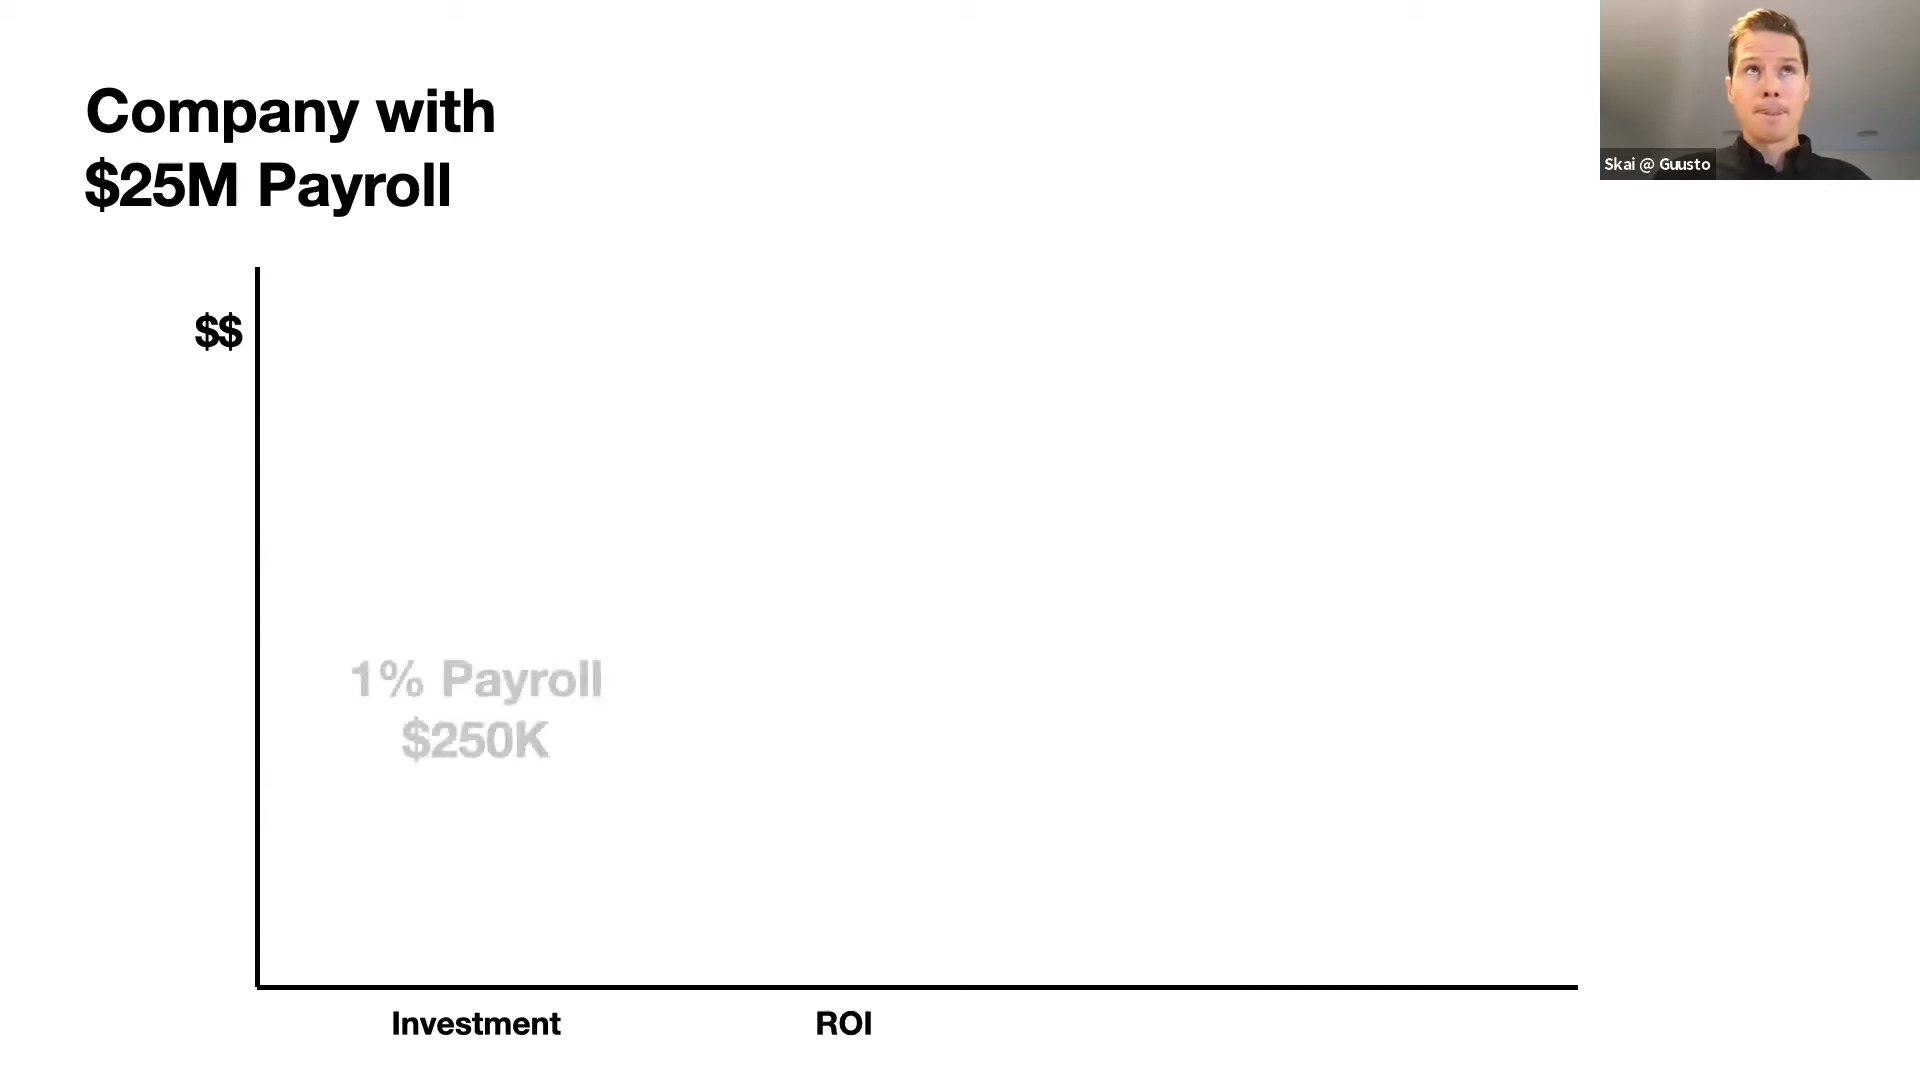 Company with
$25M Payroll
Skai @ Guusto
$$
1% Payroll
$250K
Investment
ROI